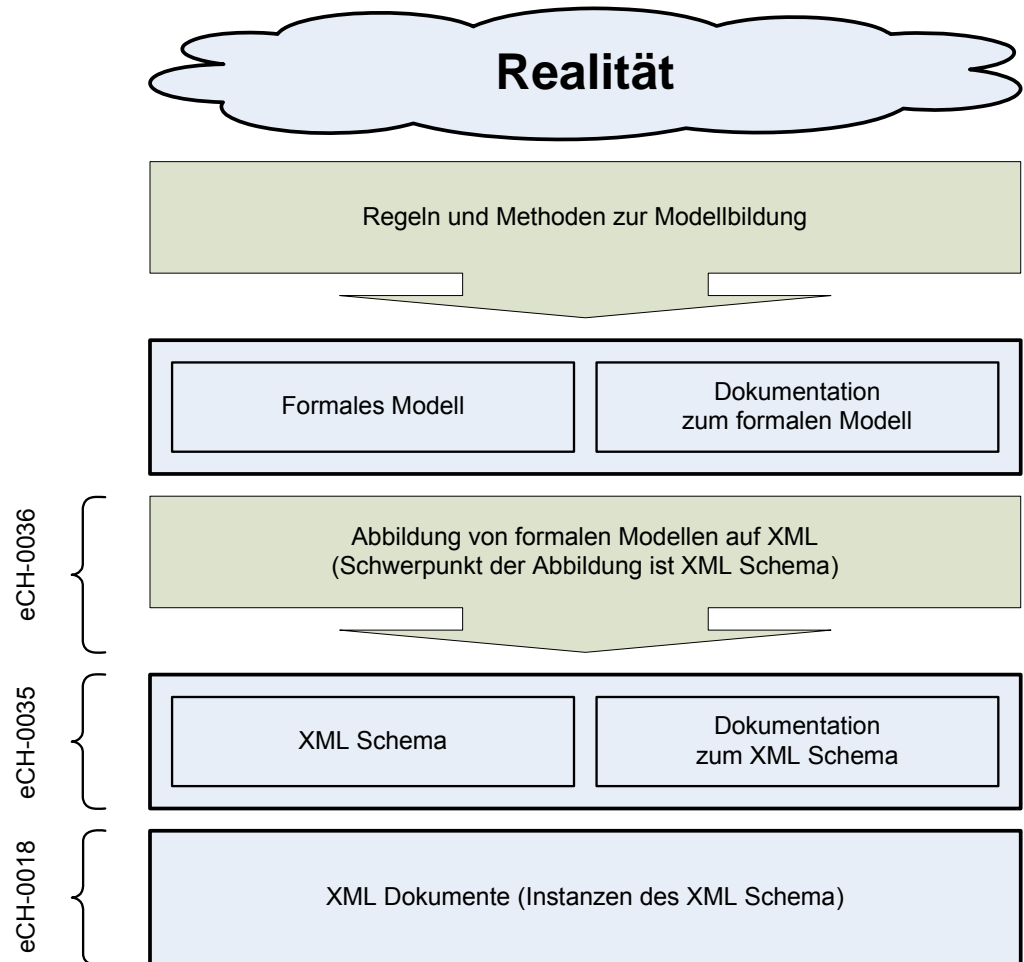 Realität
Regeln und Methoden zur Modellbildung
Formales Modell
Dokumentation
zum formalen Modell
eCH-0036
Abbildung von formalen Modellen auf XML
(Schwerpunkt der Abbildung ist XML Schema)
eCH-0035
XML Schema
Dokumentation
zum XML Schema
eCH-0018
XML Dokumente (Instanzen des XML Schema)